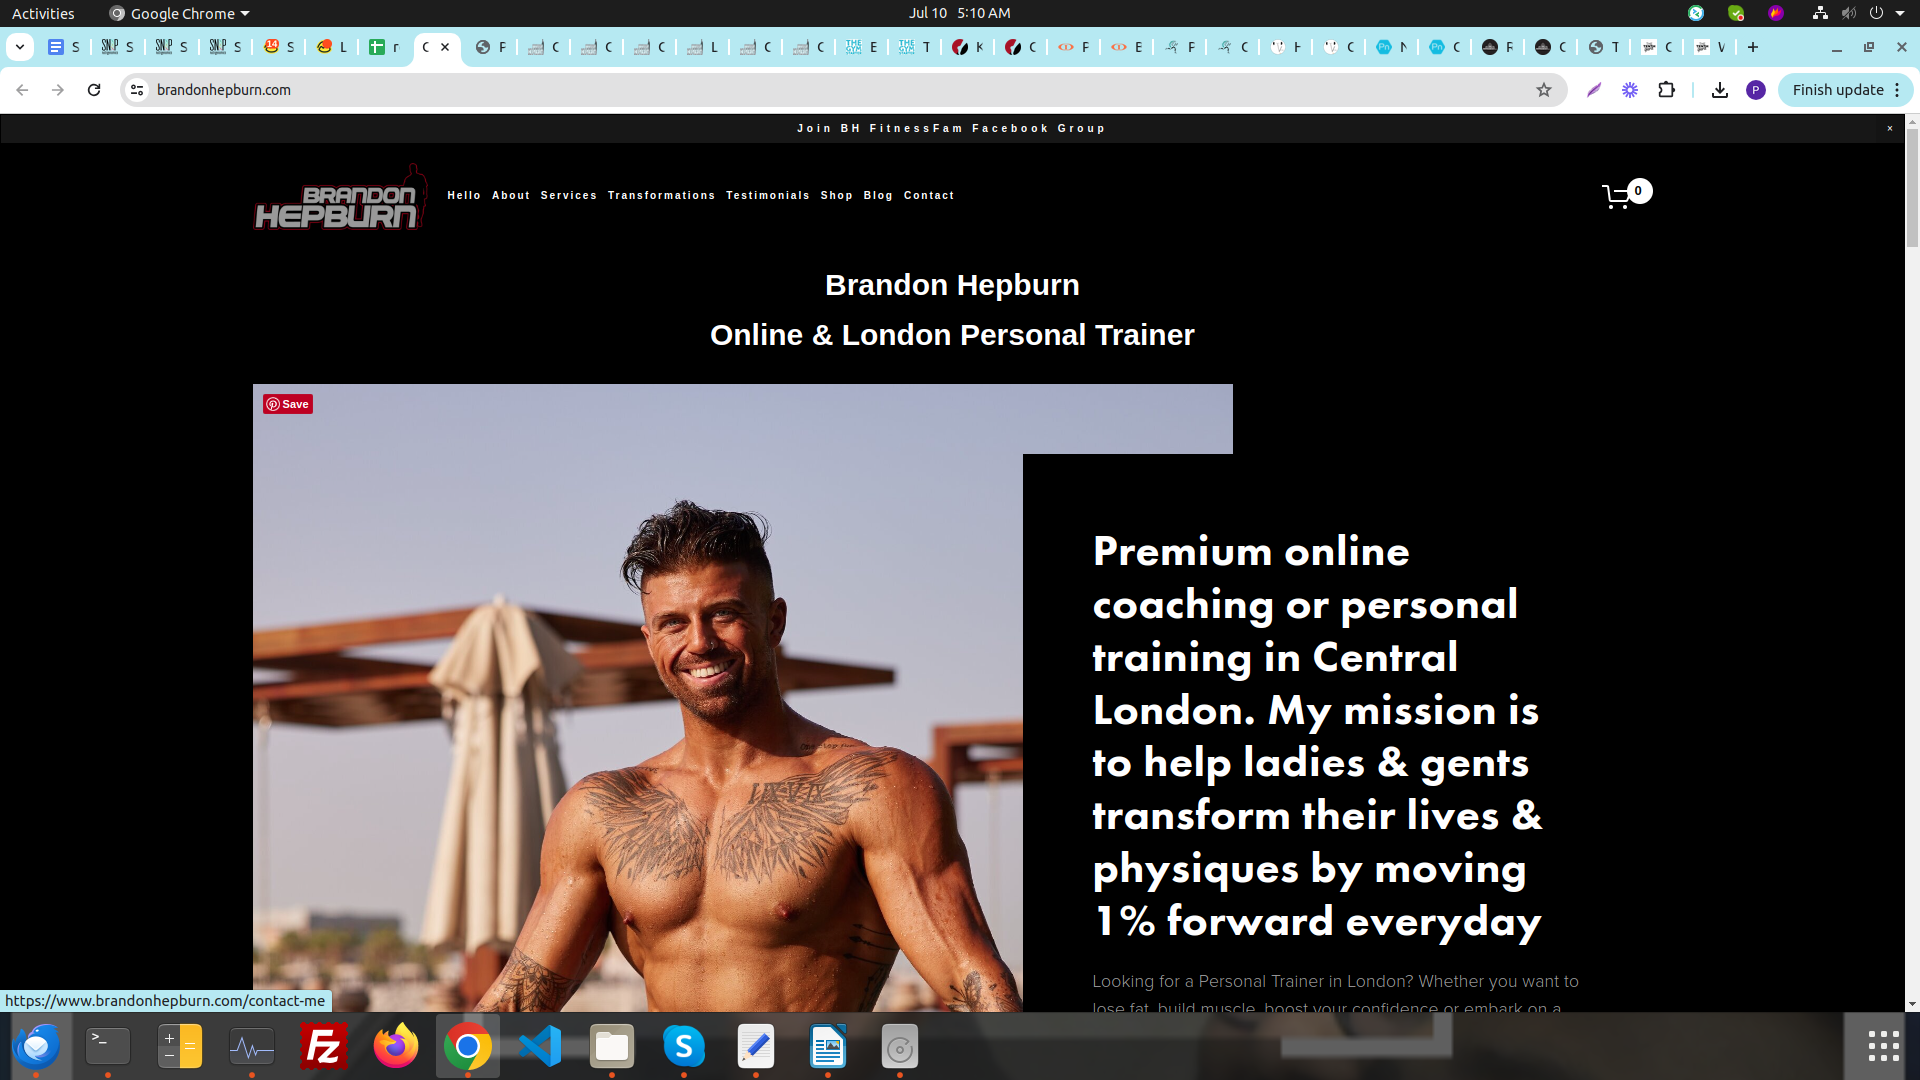 Activities
Google Chrome
Jul 10 5:10 AM
brandonhepburn.com
Finish update
Join BH FitnessFam Facebook Group
×
BRANDON
HEPBURN
Hello About Services Transformations Testimonials Shop Blog Contact
0
Brandon Hepburn
Online & London Personal Trainer
Save
Premium online
coaching or personal
training in Central
London. My mission is
to help ladies & gents
transform their lives &
physiques by moving
1% forward everyday
Looking for a Personal Trainer in London? Whether you want to
lose fat, build muscle, boost your confidence or embark on a
https://www.brandonhepburn.com/contact-me